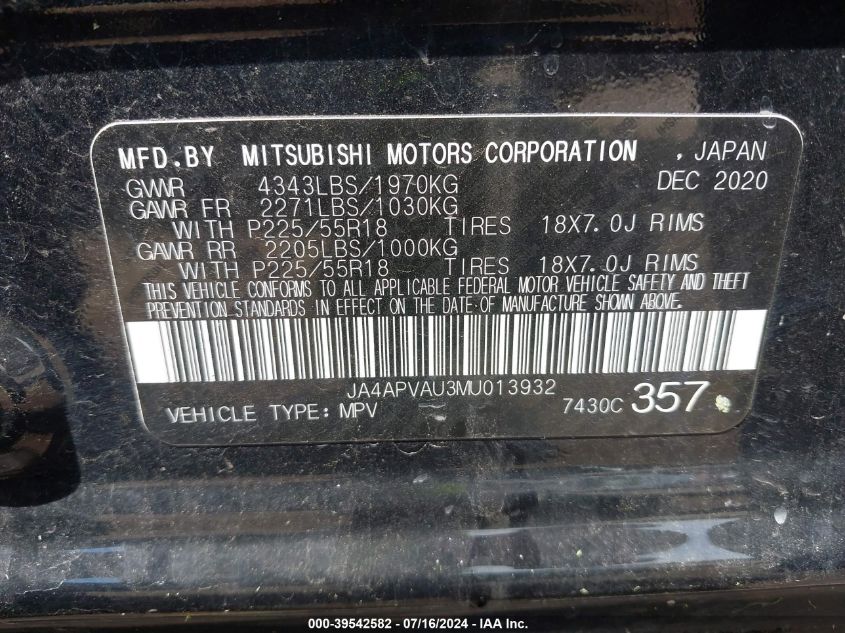 MFD.BY MITSUBISHI MOTORS CORPORATION , JAPAN
GVWR 4343LBS/1970KG DEC 2020
GAWR FR 2271LBS/1030KG
WITH P225/55R18 TIRES 18X7.0J RIMS
GAWR RR 2205LBS/1000KG
WITH P225/55R18 TIRES 18X7.0J RIMS
THIS VEHICLE CONFORMS TO ALL APPLICABLE FEDERAL MOTOR VEHICLE SAFETY AND THEFT
PREVENTION STANDARDS IN EFFECT ON THE DATE OF MANUFACTURE SHOWN ABOVE.
JA4APVAU3MU013932
VEHICLE TYPE: MPV 7430C 357
000-39542582 - 07/16/2024 - IAA Inc.